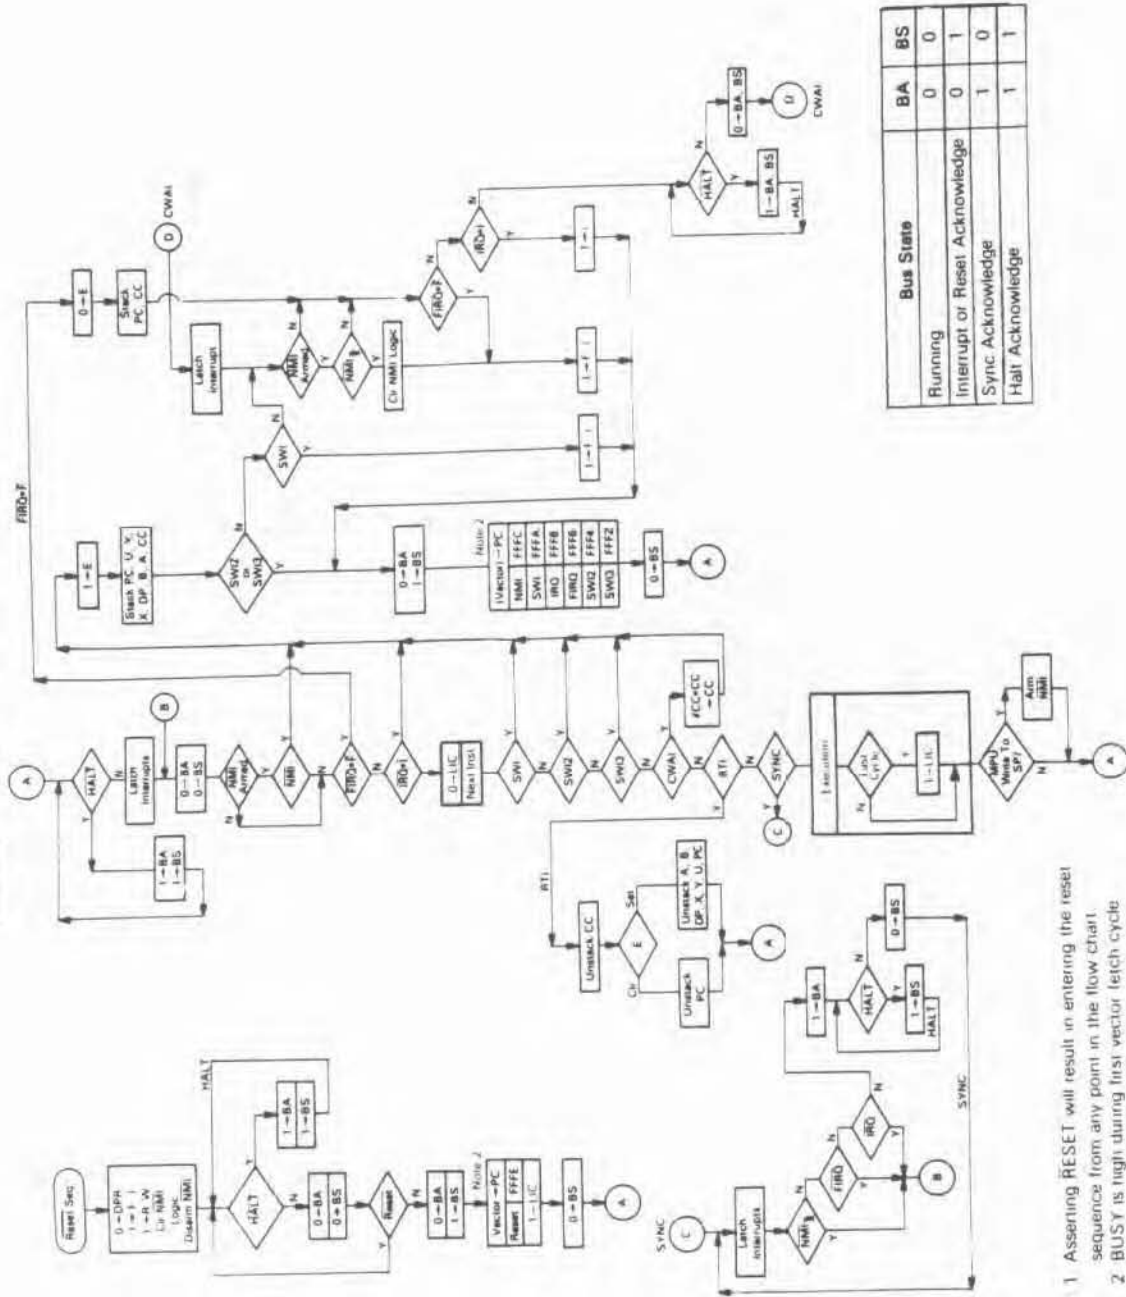 Reset Seq
0→DPR
1→F, I
1→R/W
Clr NMI
Logic
Disarm NMI
HALT
Y
N
1→BA
1→BS
HALT
0→BA
0→BS
Reset
Y
N
0→BA
1→BS
Note 2
Vector→PC
Reset FFFE
1→LIC
0→BS
A
A
HALT
Y
N
1→BA
1→BS
Latch
Interrupts
B
0→BA
0→BS
NMI
Armed
N
Y
NMI
Y
N
FIRQ•F
Y
N
IRQ•I
Y
N
0→LIC
Next Inst
SWI
Y
N
SWI2
Y
N
SWI3
Y
N
CWAI
Y
N
CC•CC
→CC
RTI
Y
N
SYNC
Y
C
Execution
Last
Cycle
N
Y
1→LIC
MPU
Write To
SP?
Y
N
Arm
NMI
A
RTI
Unstack CC
E
Clr
Set
Unstack
PC
Unstack A, B,
DP, X, Y, U, PC
A
SYNC
C
Latch
Interrupts
NMI
N
Y
FIRQ
N
Y
IRQ
N
Y
B
1→BA
HALT
N
Y
1→BS
HALT
0→BS
SYNC
FIRQ•F
1→E
Stack PC, U, Y,
X, DP, B, A, CC
SWI2
or
SWI3
N
Y
0→BA
1→BS
Note 2
(Vector)→PC
NMI FFFC
SWI FFFA
IRQ FFF8
FIRQ FFF6
SWI2 FFF4
SWI3 FFF2
0→BS
A
SWI
N
Y
1→F, I
0→E
Stack
PC, CC
D
CWAI
Latch
Interrupt
NMI
Armed
N
Y
NMI
N
Y
Clr NMI Logic
FIRQ•F
N
Y
1→F, I
IRQ•I
N
Y
1→I
HALT
N
Y
1→BA, BS
HALT
0→BA, BS
D
CWAI
Bus State BA BS
Running 0 0
Interrupt or Reset Acknowledge 0 1
Sync Acknowledge 1 0
Halt Acknowledge 1 1
1 Asserting RESET will result in entering the reset
sequence from any point in the flow chart
2 BUSY is high during first vector fetch cycle